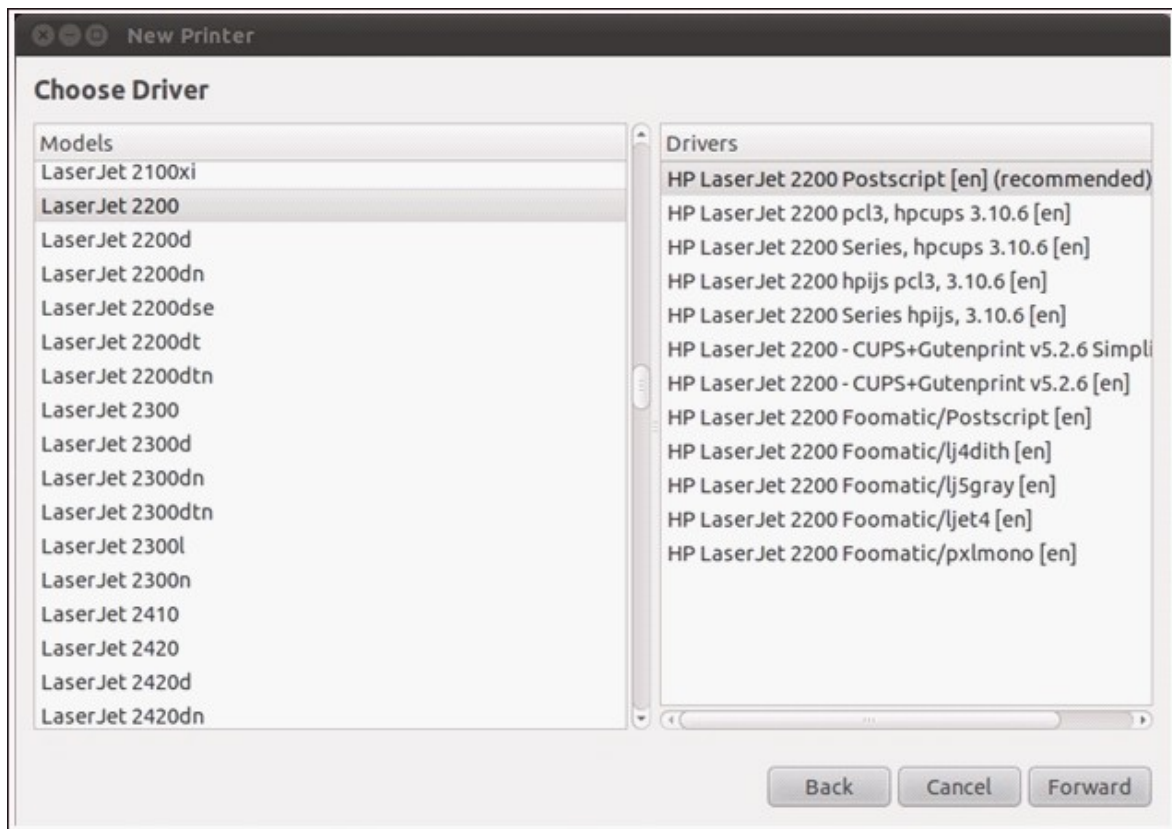 New Printer
Choose Driver
Models
LaserJet 2100xi
LaserJet 2200
LaserJet 2200d
LaserJet 2200dn
LaserJet 2200dse
LaserJet 2200dt
LaserJet 2200dtn
LaserJet 2300
LaserJet 2300d
LaserJet 2300dn
LaserJet 2300dtn
LaserJet 2300l
LaserJet 2300n
LaserJet 2410
LaserJet 2420
LaserJet 2420d
LaserJet 2420dn
Drivers
HP LaserJet 2200 Postscript [en] (recommended)
HP LaserJet 2200 pcl3, hpcups 3.10.6 [en]
HP LaserJet 2200 Series, hpcups 3.10.6 [en]
HP LaserJet 2200 hpijs pcl3, 3.10.6 [en]
HP LaserJet 2200 Series hpijs, 3.10.6 [en]
HP LaserJet 2200 - CUPS+Gutenprint v5.2.6 Simpli
HP LaserJet 2200 - CUPS+Gutenprint v5.2.6 [en]
HP LaserJet 2200 Foomatic/Postscript [en]
HP LaserJet 2200 Foomatic/lj4dith [en]
HP LaserJet 2200 Foomatic/lj5gray [en]
HP LaserJet 2200 Foomatic/ljet4 [en]
HP LaserJet 2200 Foomatic/pxlmono [en]
Back Cancel Forward